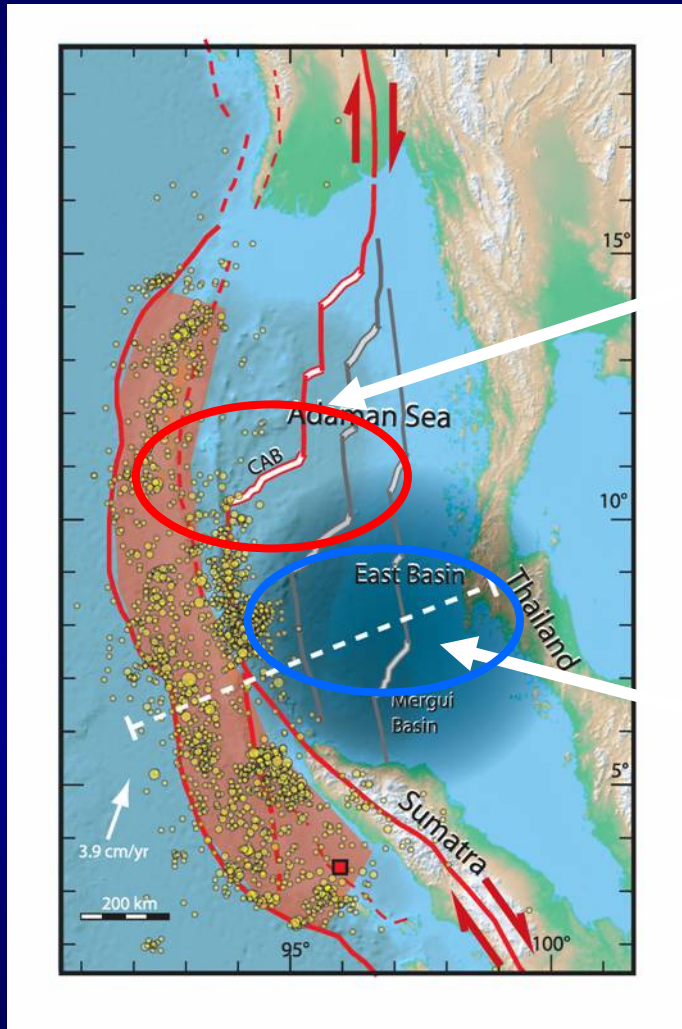 15°
Adaman Sea
CAB
10°
East Basin
Thailand
Mergui
Basin
5°
Sumatra
3.9 cm/yr
200 km
95°
100°